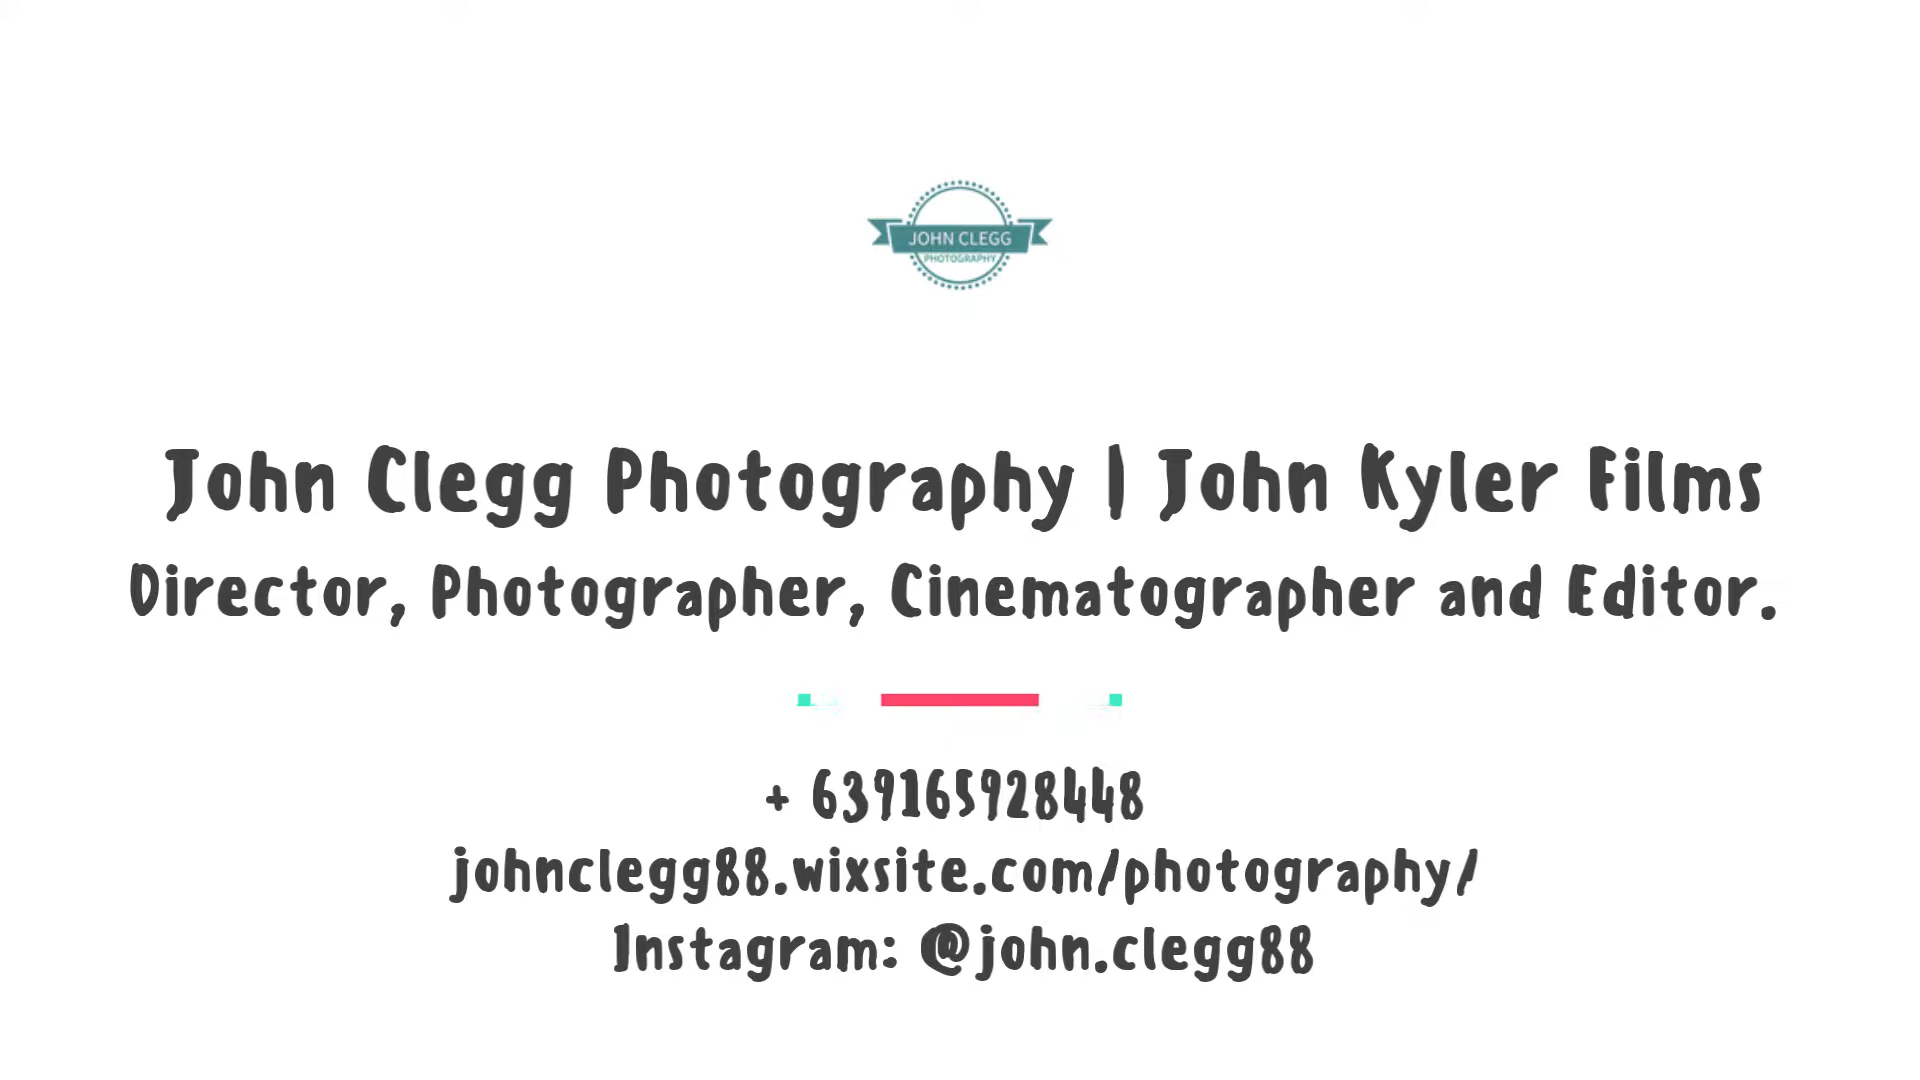 JOHN CLEGG
PHOTOGRAPHY
John Clegg Photography | John Kyler Films
Director, Photographer, Cinematographer and Editor.
+ 639165928448
johnclegg88.wixsite.com/photography/
Instagram: @john.clegg88